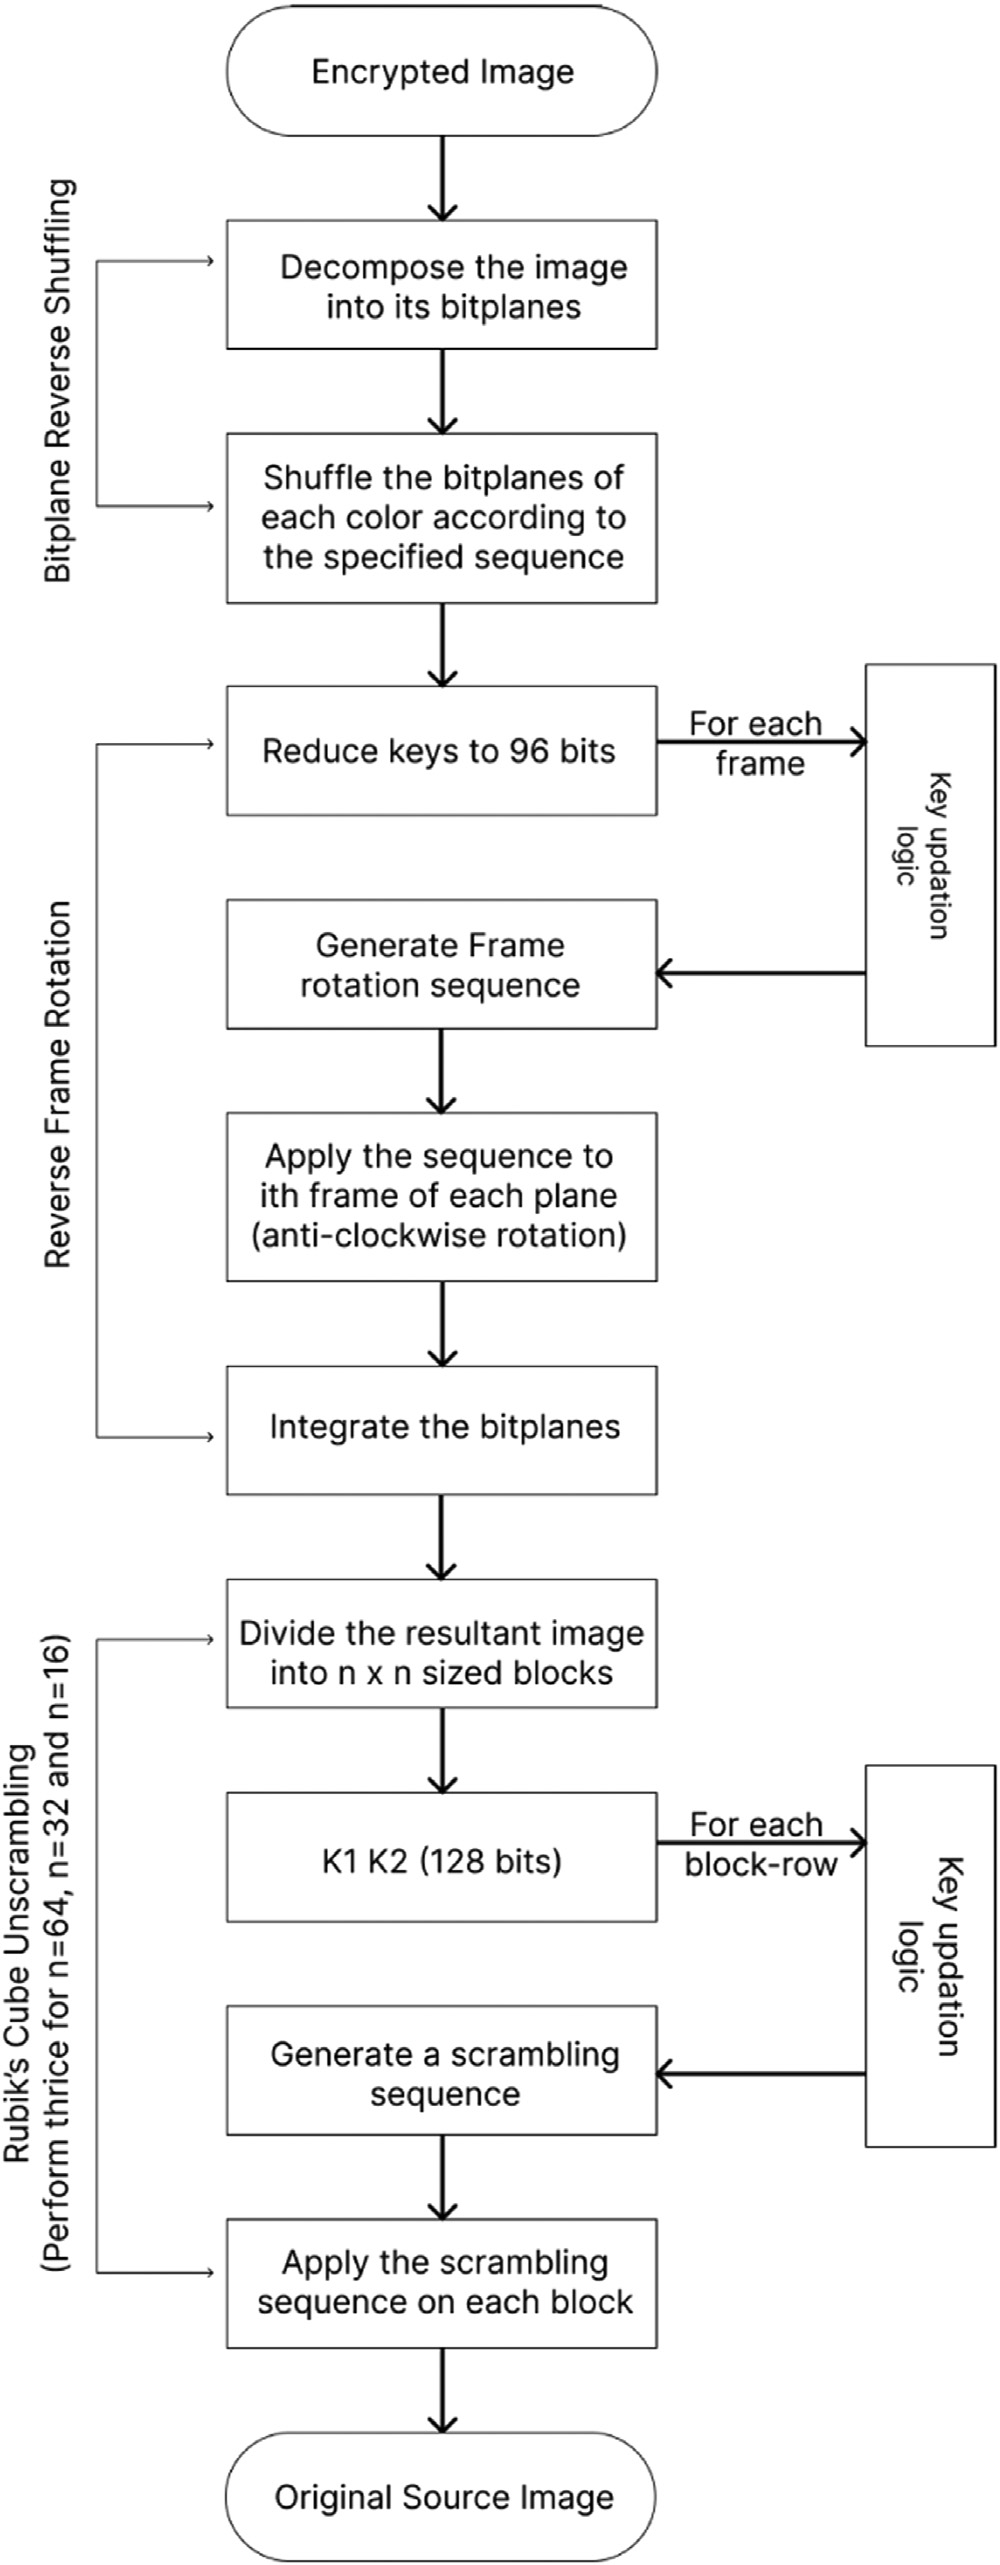 Encrypted Image
Bitplane Reverse Shuffling
Decompose the image
into its bitplanes
Shuffle the bitplanes of
each color according to
the specified sequence
Reverse Frame Rotation
Reduce keys to 96 bits
For each
frame
Key updation
logic
Generate Frame
rotation sequence
Apply the sequence to
ith frame of each plane
(anti-clockwise rotation)
Integrate the bitplanes
Rubik's Cube Unscrambling
(Perform thrice for n=64, n=32 and n=16)
Divide the resultant image
into n x n sized blocks
K1 K2 (128 bits)
For each
block-row
Key updation
logic
Generate a scrambling
sequence
Apply the scrambling
sequence on each block
Original Source Image